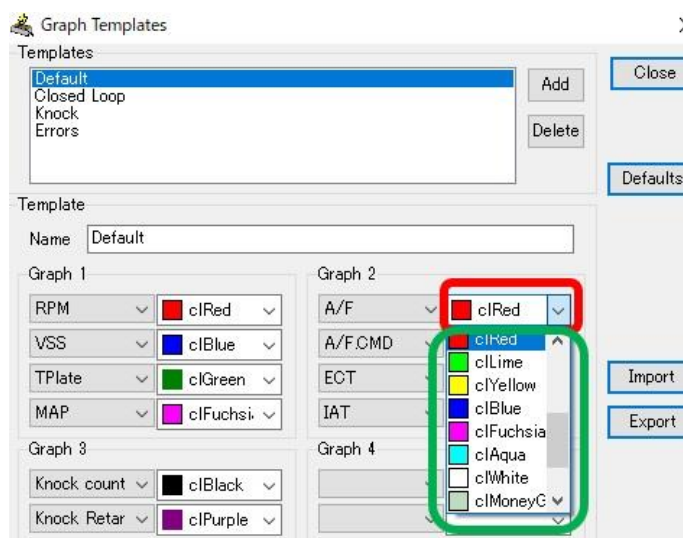 Graph Templates
Templates
Default
Closed Loop
Knock
Errors
Add
Delete
Close
Defaults
Template
Name Default
Graph 1
RPM clRed
VSS clBlue
TPlate clGreen
MAP clFuchsi
Graph 2
A/F clRed
A/F.CMD
ECT
IAT
clRed
clLime
clYellow
clBlue
clFuchsia
clAqua
clWhite
clMoneyG
Import
Export
Graph 3
Knock count clBlack
Knock Retar clPurple
Graph 4